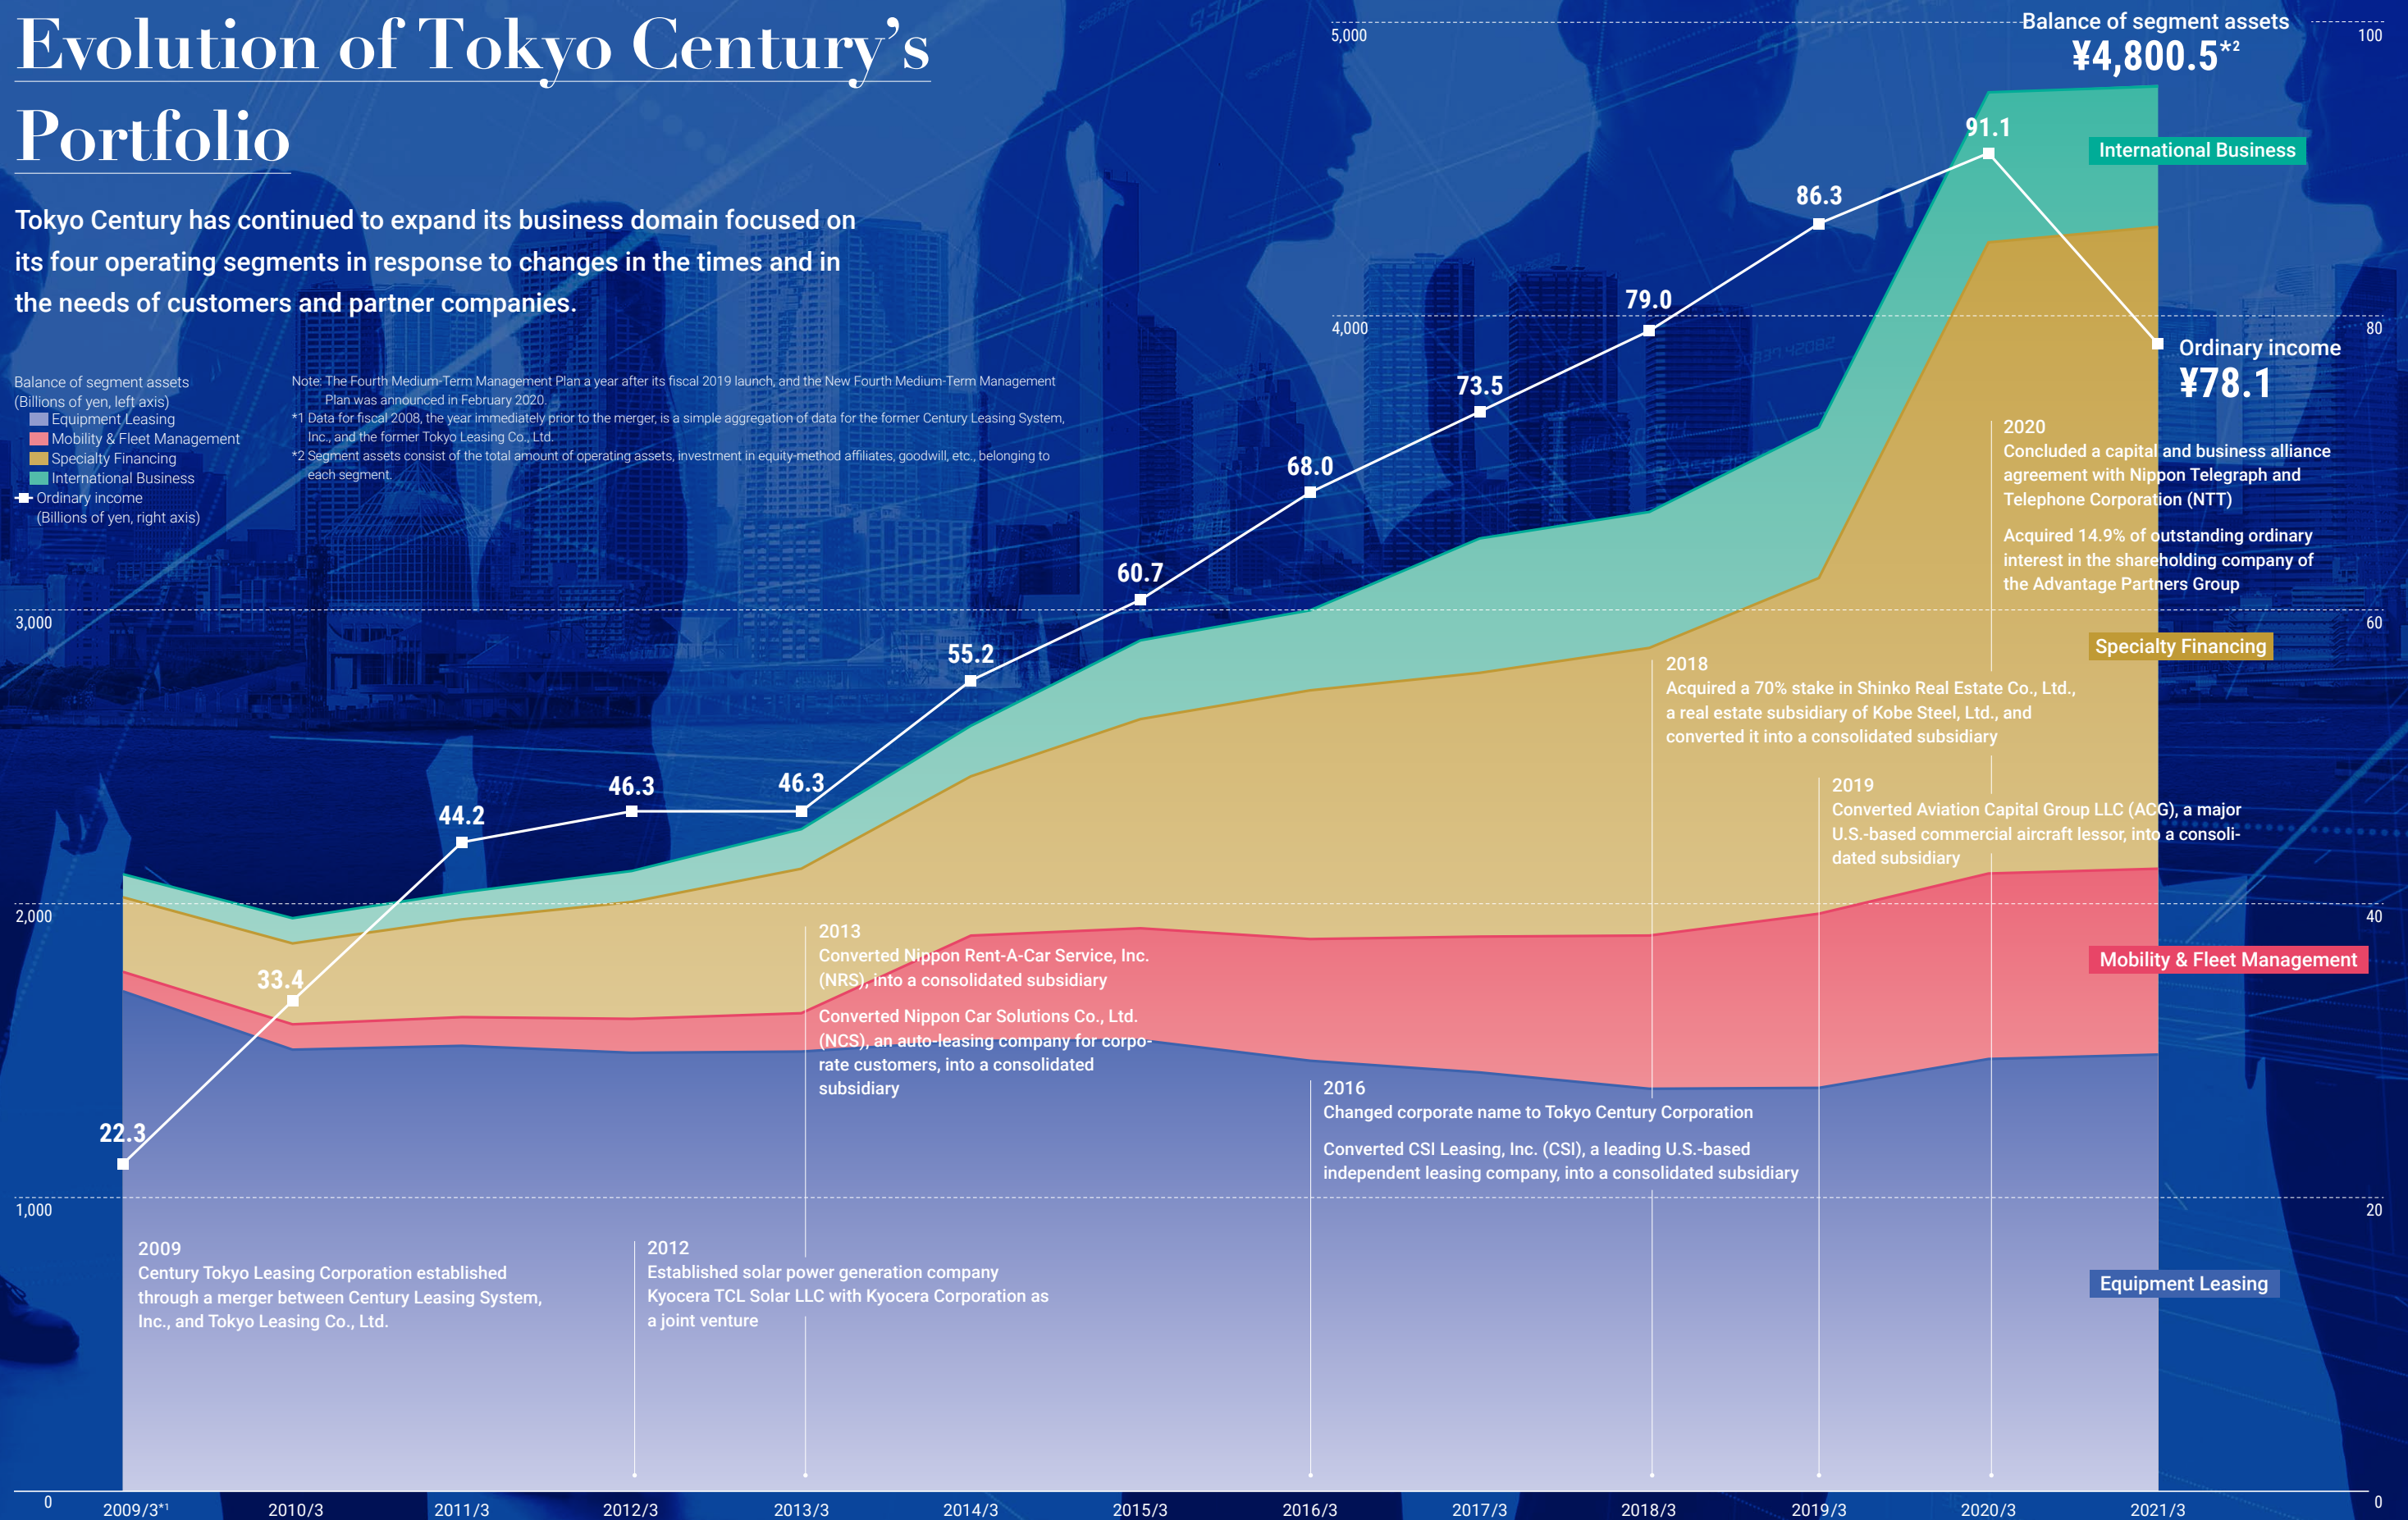 Evolution of Tokyo Century’s
Portfolio
Tokyo Century has continued to expand its business domain focused on
its four operating segments in response to changes in the times and in
the needs of customers and partner companies.
Balance of segment assets
(Billions of yen, left axis)
Equipment Leasing
Mobility & Fleet Management
Specialty Financing
International Business
Ordinary income
(Billions of yen, right axis)
Note: The Fourth Medium-Term Management Plan a year after its fiscal 2019 launch, and the New Fourth Medium-Term Management
Plan was announced in February 2020.
*1 Data for fiscal 2008, the year immediately prior to the merger, is a simple aggregation of data for the former Century Leasing System,
Inc., and the former Tokyo Leasing Co., Ltd.
*2 Segment assets consist of the total amount of operating assets, investment in equity-method affiliates, goodwill, etc., belonging to
each segment.
5,000
4,000
3,000
2,000
1,000
0
100
80
60
40
20
0
Balance of segment assets
¥4,800.5*2
22.3
33.4
44.2
46.3
46.3
55.2
60.7
68.0
73.5
79.0
86.3
91.1
Ordinary income
¥78.1
International Business
Specialty Financing
Mobility & Fleet Management
Equipment Leasing
2009
Century Tokyo Leasing Corporation established
through a merger between Century Leasing System,
Inc., and Tokyo Leasing Co., Ltd.
2012
Established solar power generation company
Kyocera TCL Solar LLC with Kyocera Corporation as
a joint venture
2013
Converted Nippon Rent-A-Car Service, Inc.
(NRS), into a consolidated subsidiary
Converted Nippon Car Solutions Co., Ltd.
(NCS), an auto-leasing company for corpo-
rate customers, into a consolidated
subsidiary
2016
Changed corporate name to Tokyo Century Corporation
Converted CSI Leasing, Inc. (CSI), a leading U.S.-based
independent leasing company, into a consolidated subsidiary
2018
Acquired a 70% stake in Shinko Real Estate Co., Ltd.,
a real estate subsidiary of Kobe Steel, Ltd., and
converted it into a consolidated subsidiary
2019
Converted Aviation Capital Group LLC (ACG), a major
U.S.-based commercial aircraft lessor, into a consoli-
dated subsidiary
2020
Concluded a capital and business alliance
agreement with Nippon Telegraph and
Telephone Corporation (NTT)
Acquired 14.9% of outstanding ordinary
interest in the shareholding company of
the Advantage Partners Group
2009/3*1
2010/3
2011/3
2012/3
2013/3
2014/3
2015/3
2016/3
2017/3
2018/3
2019/3
2020/3
2021/3